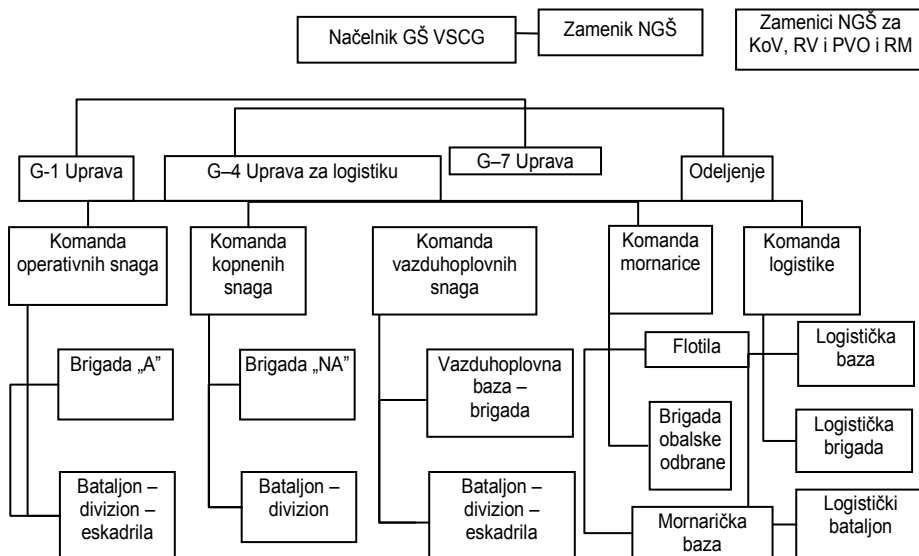 Načelnik GŠ VSCG
Zamenik NGŠ
Zamenici NGŠ za
KoV, RV i PVO i RM
G-1 Uprava
G–4 Uprava za logistiku
G–7 Uprava
Odeljenje
Komanda
operativnih snaga
Komanda
kopnenih
snaga
Komanda
vazduhoplovnih
snaga
Komanda
mornarice
Komanda
logistike
Brigada „A”
Brigada „NA”
Vazduhoplovna
baza –
brigada
Flotila
Logistička
baza
Brigada
obalske
odbrane
Logistička
brigada
Bataljon –
divizion –
eskadrila
Bataljon –
divizion
Bataljon –
divizion –
eskadrila
Mornarička
baza
Logistički
bataljon